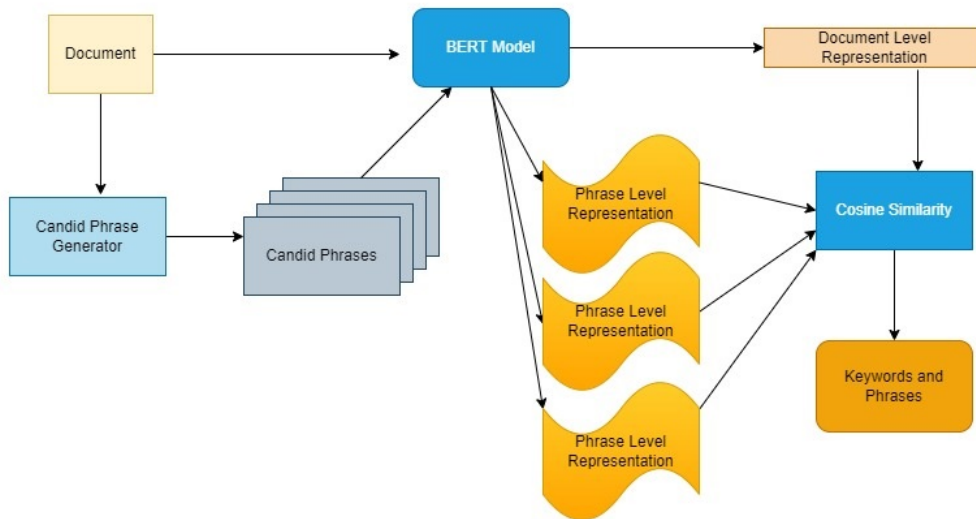 Document
BERT Model
Document Level
Representation
Candid Phrase
Generator
Candid Phrases
Phrase Level
Representation
Phrase Level
Representation
Phrase Level
Representation
Cosine Similarity
Keywords and
Phrases